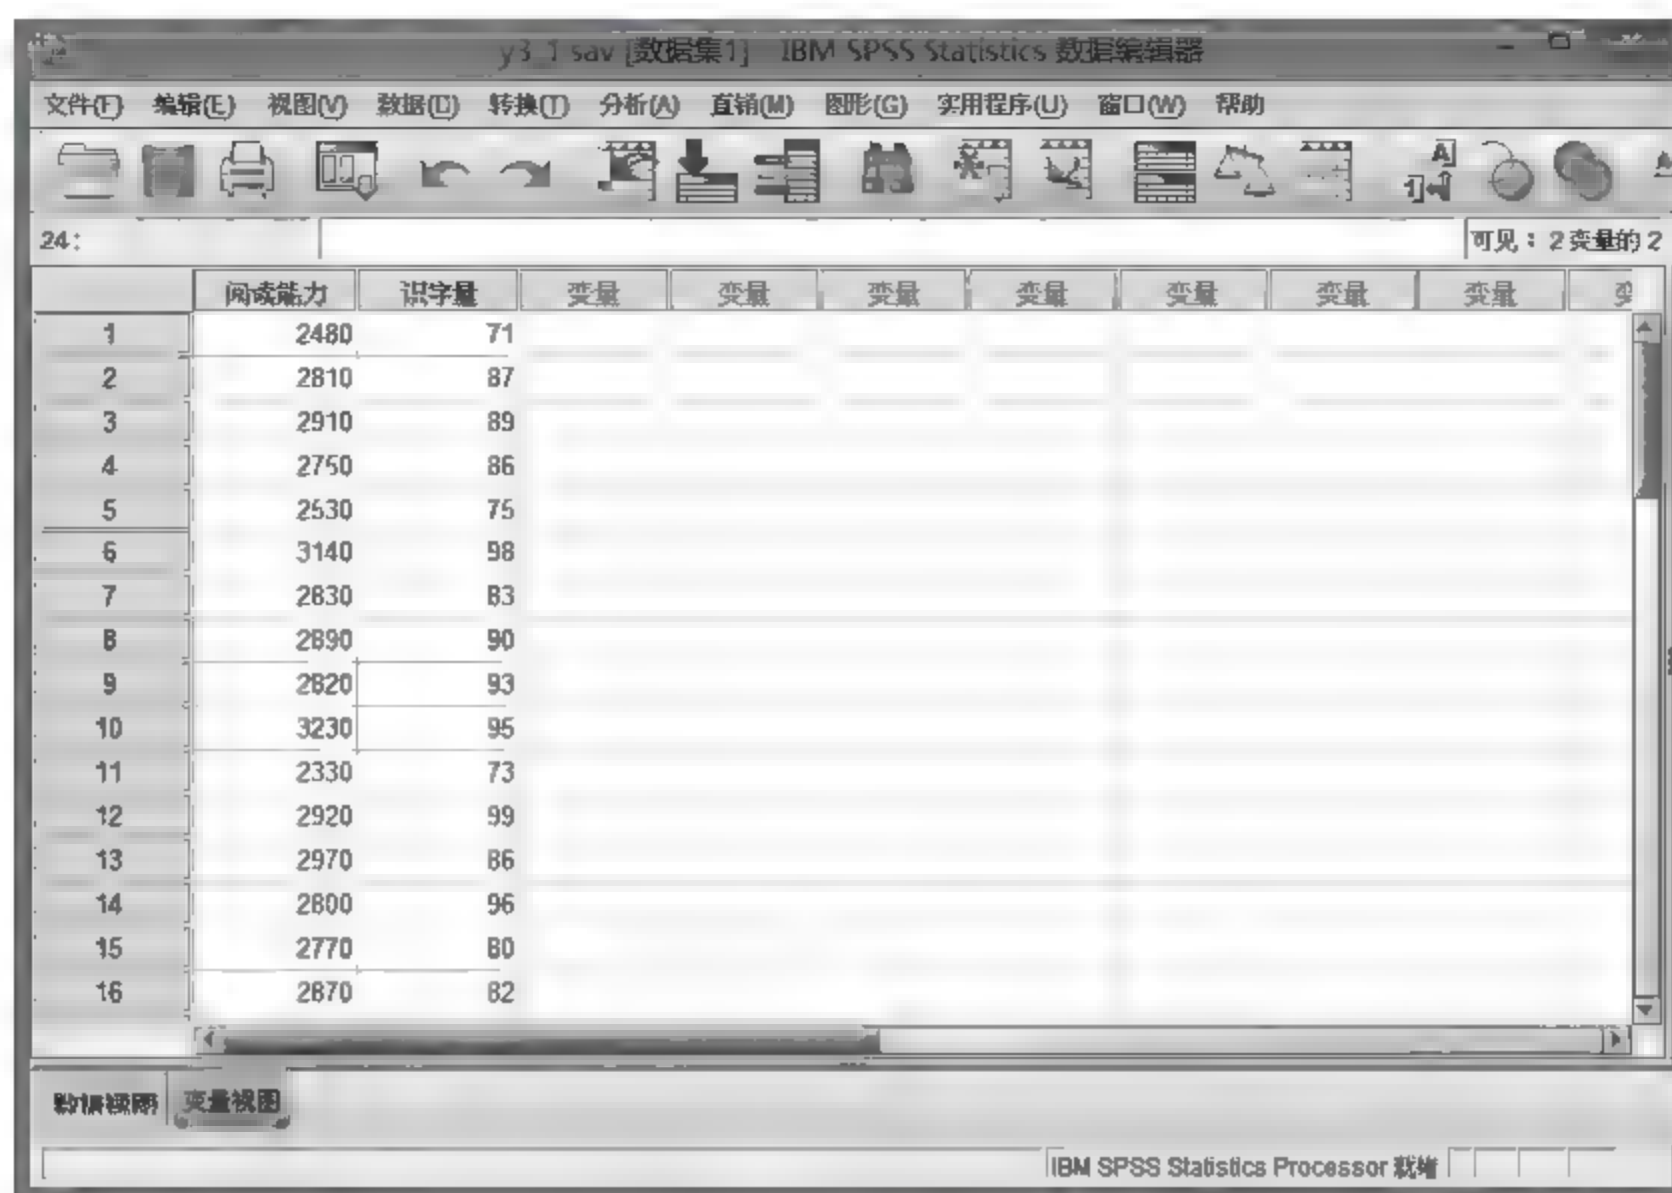 y3_1 sav [数据集1] IBM SPSS Statistics 数据编辑器
文件(F) 编辑(E) 视图(V) 数据(D) 转换(T) 分析(A) 直销(M) 图形(G) 实用程序(U) 窗口(W) 帮助
24: 可见：2 变量的 2
阅读能力 识字量 变量 变量 变量 变量 变量 变量 变量
1 2480 71
2 2810 87
3 2910 89
4 2750 86
5 2530 75
6 3140 98
7 2830 83
8 2890 90
9 2820 93
10 3230 95
11 2330 73
12 2920 99
13 2970 86
14 2800 96
15 2770 80
16 2870 82
数据视图 变量视图
IBM SPSS Statistics Processor 就绪